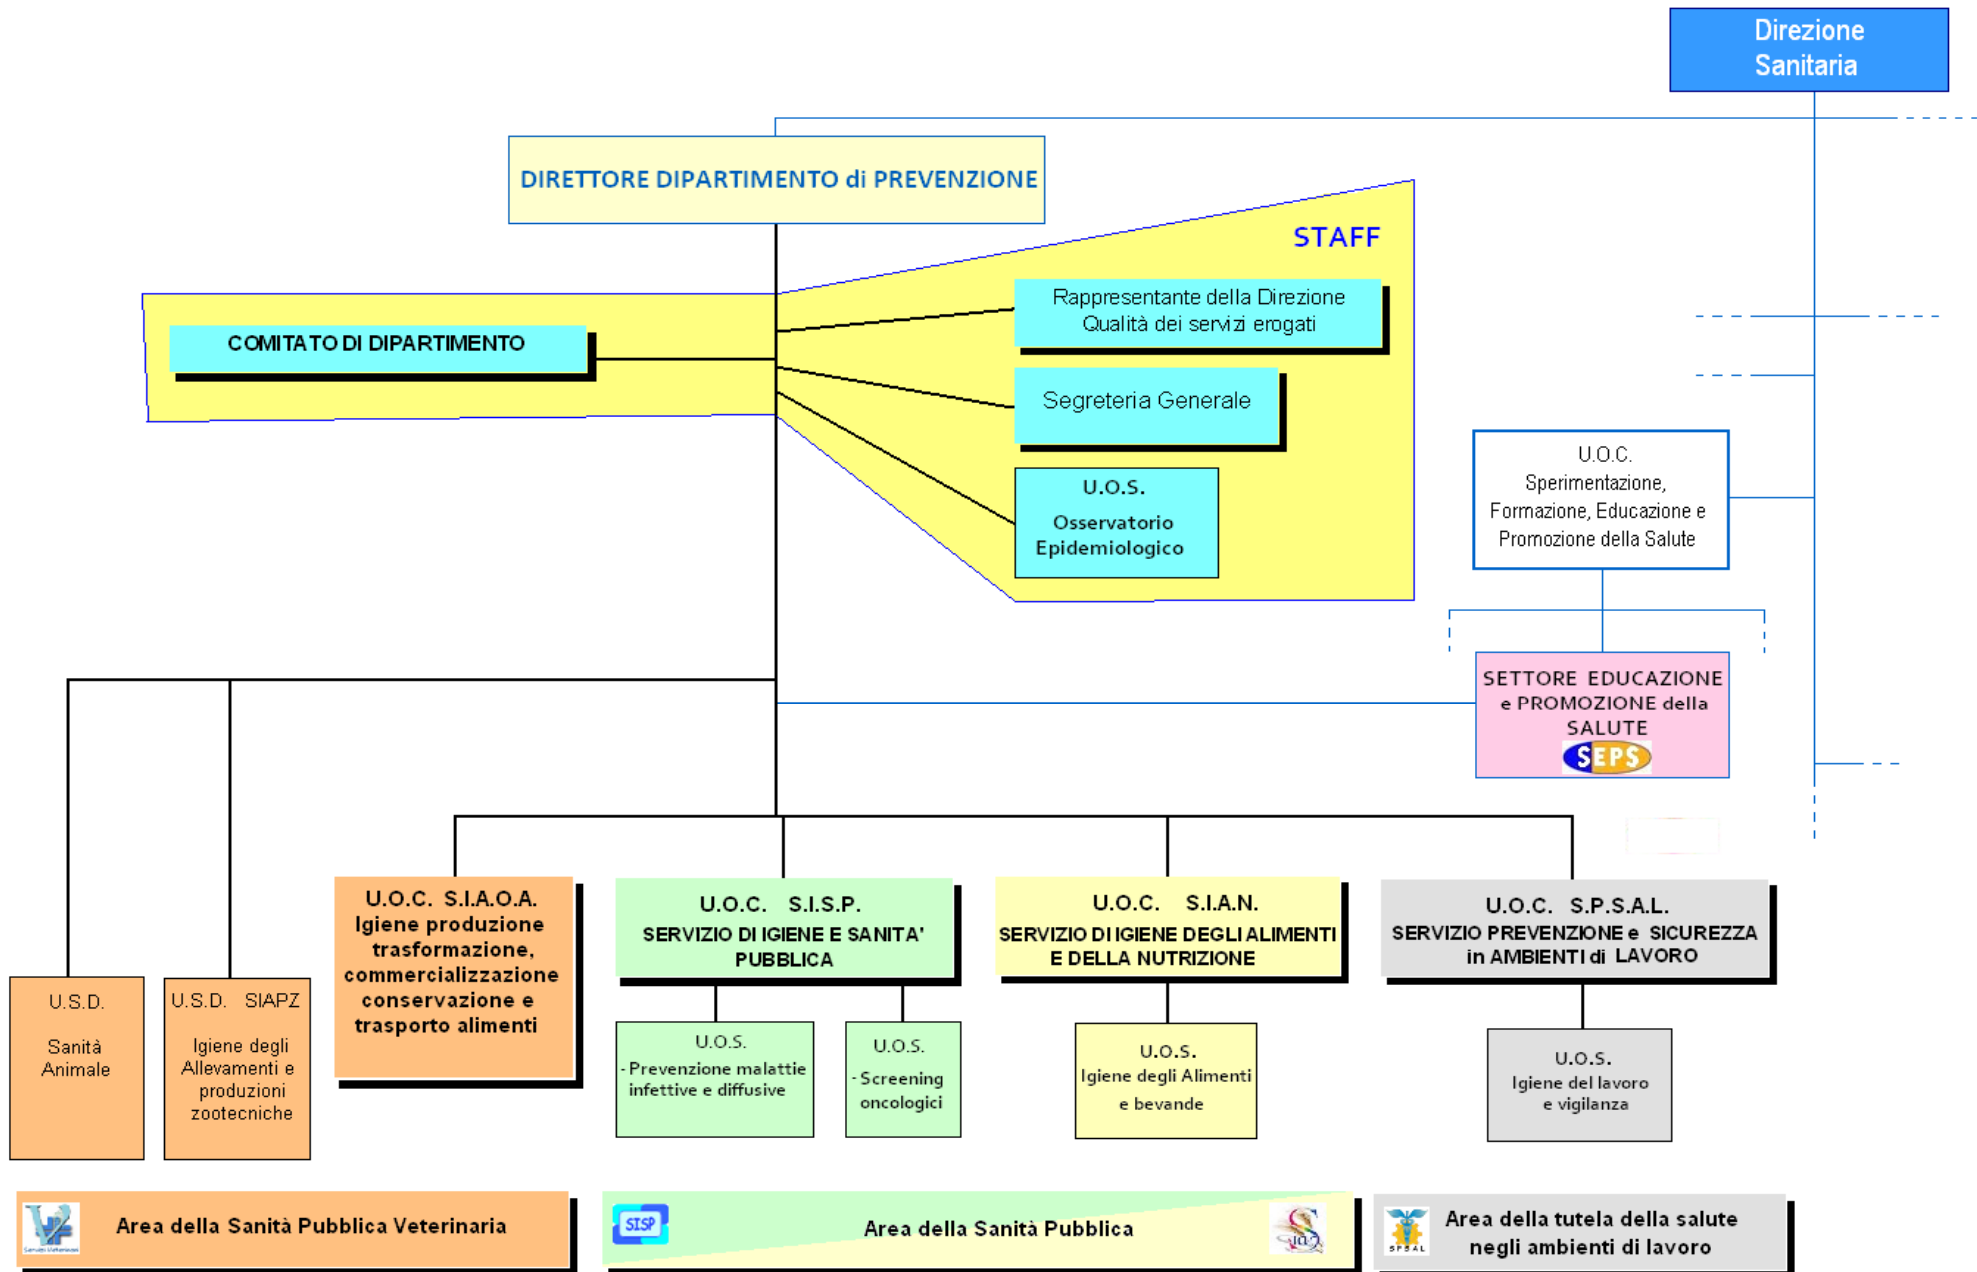 Direzione
Sanitaria
DIRETTORE DIPARTIMENTO di PREVENZIONE
STAFF
Rappresentante della Direzione
Qualità dei servizi erogati
COMITATO DI DIPARTIMENTO
Segreteria Generale
U.O.S.
Osservatorio
Epidemiologico
U.O.C.
Sperimentazione,
Formazione, Educazione e
Promozione della Salute
SETTORE EDUCAZIONE
e PROMOZIONE della
SALUTE
SEPS
U.S.D.
Sanità
Animale
U.S.D. SIAPZ
Igiene degli
Allevamenti e
produzioni
zootecniche
U.O.C. S.I.A.O.A.
Igiene produzione
trasformazione,
commercializzazione
conservazione e
trasporto alimenti
U.O.C. S.I.S.P.
SERVIZIO DI IGIENE E SANITA'
PUBBLICA
U.O.S.
- Prevenzione malattie
infettive e diffusive
U.O.S.
- Screening
oncologici
U.O.C. S.I.A.N.
SERVIZIO DI IGIENE DEGLI ALIMENTI
E DELLA NUTRIZIONE
U.O.S.
Igiene degli Alimenti
e bevande
U.O.C. S.P.S.A.L.
SERVIZIO PREVENZIONE e SICUREZZA
in AMBIENTI di LAVORO
U.O.S.
Igiene del lavoro
e vigilanza
Servizi Veterinari
Area della Sanità Pubblica Veterinaria
SISP
Area della Sanità Pubblica
SPSAL
Area della tutela della salute
negli ambienti di lavoro